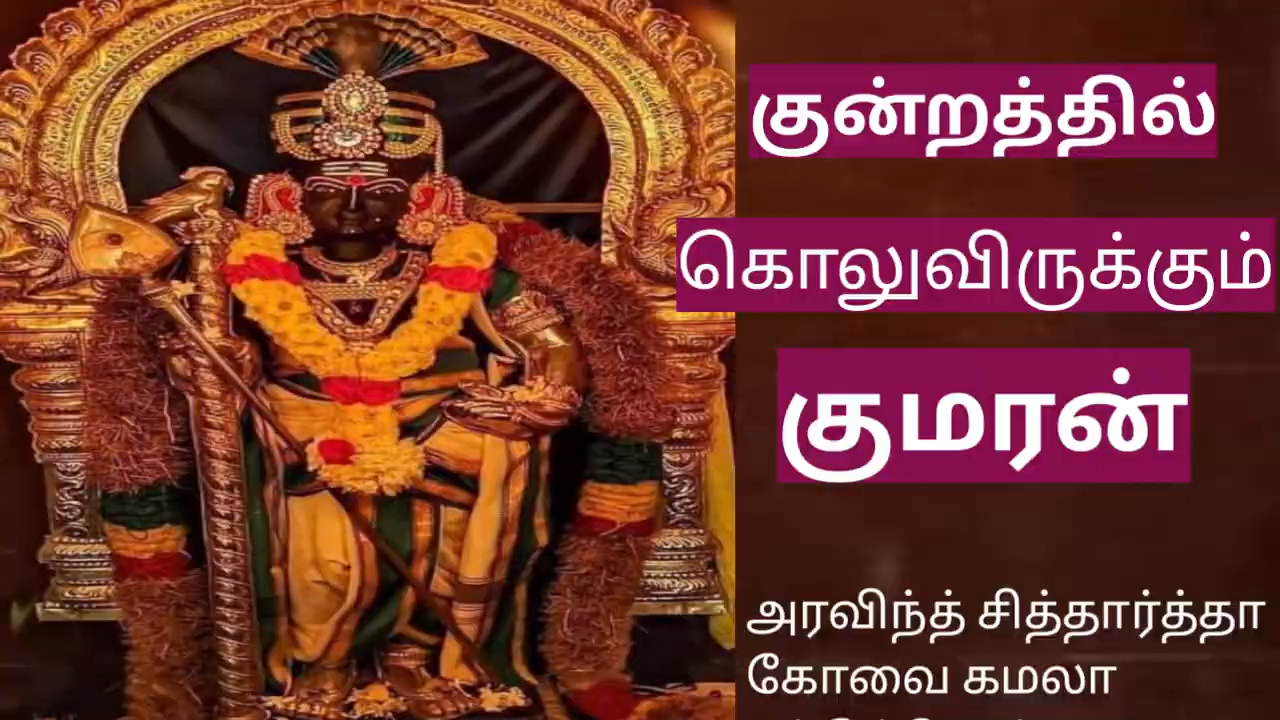 குன்றத்தில்
கொலுவிருக்கும்
குமரன்
அரவிந்த் சித்தார்த்தா
கோவை கமலா